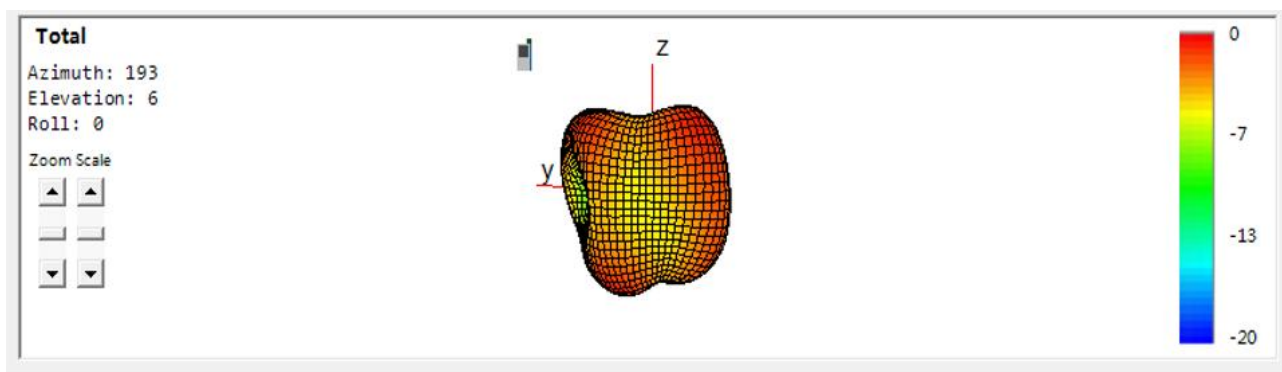 Total
Azimuth: 193
Elevation: 6
Roll: 0
Zoom Scale
z
y
0
-7
-13
-20